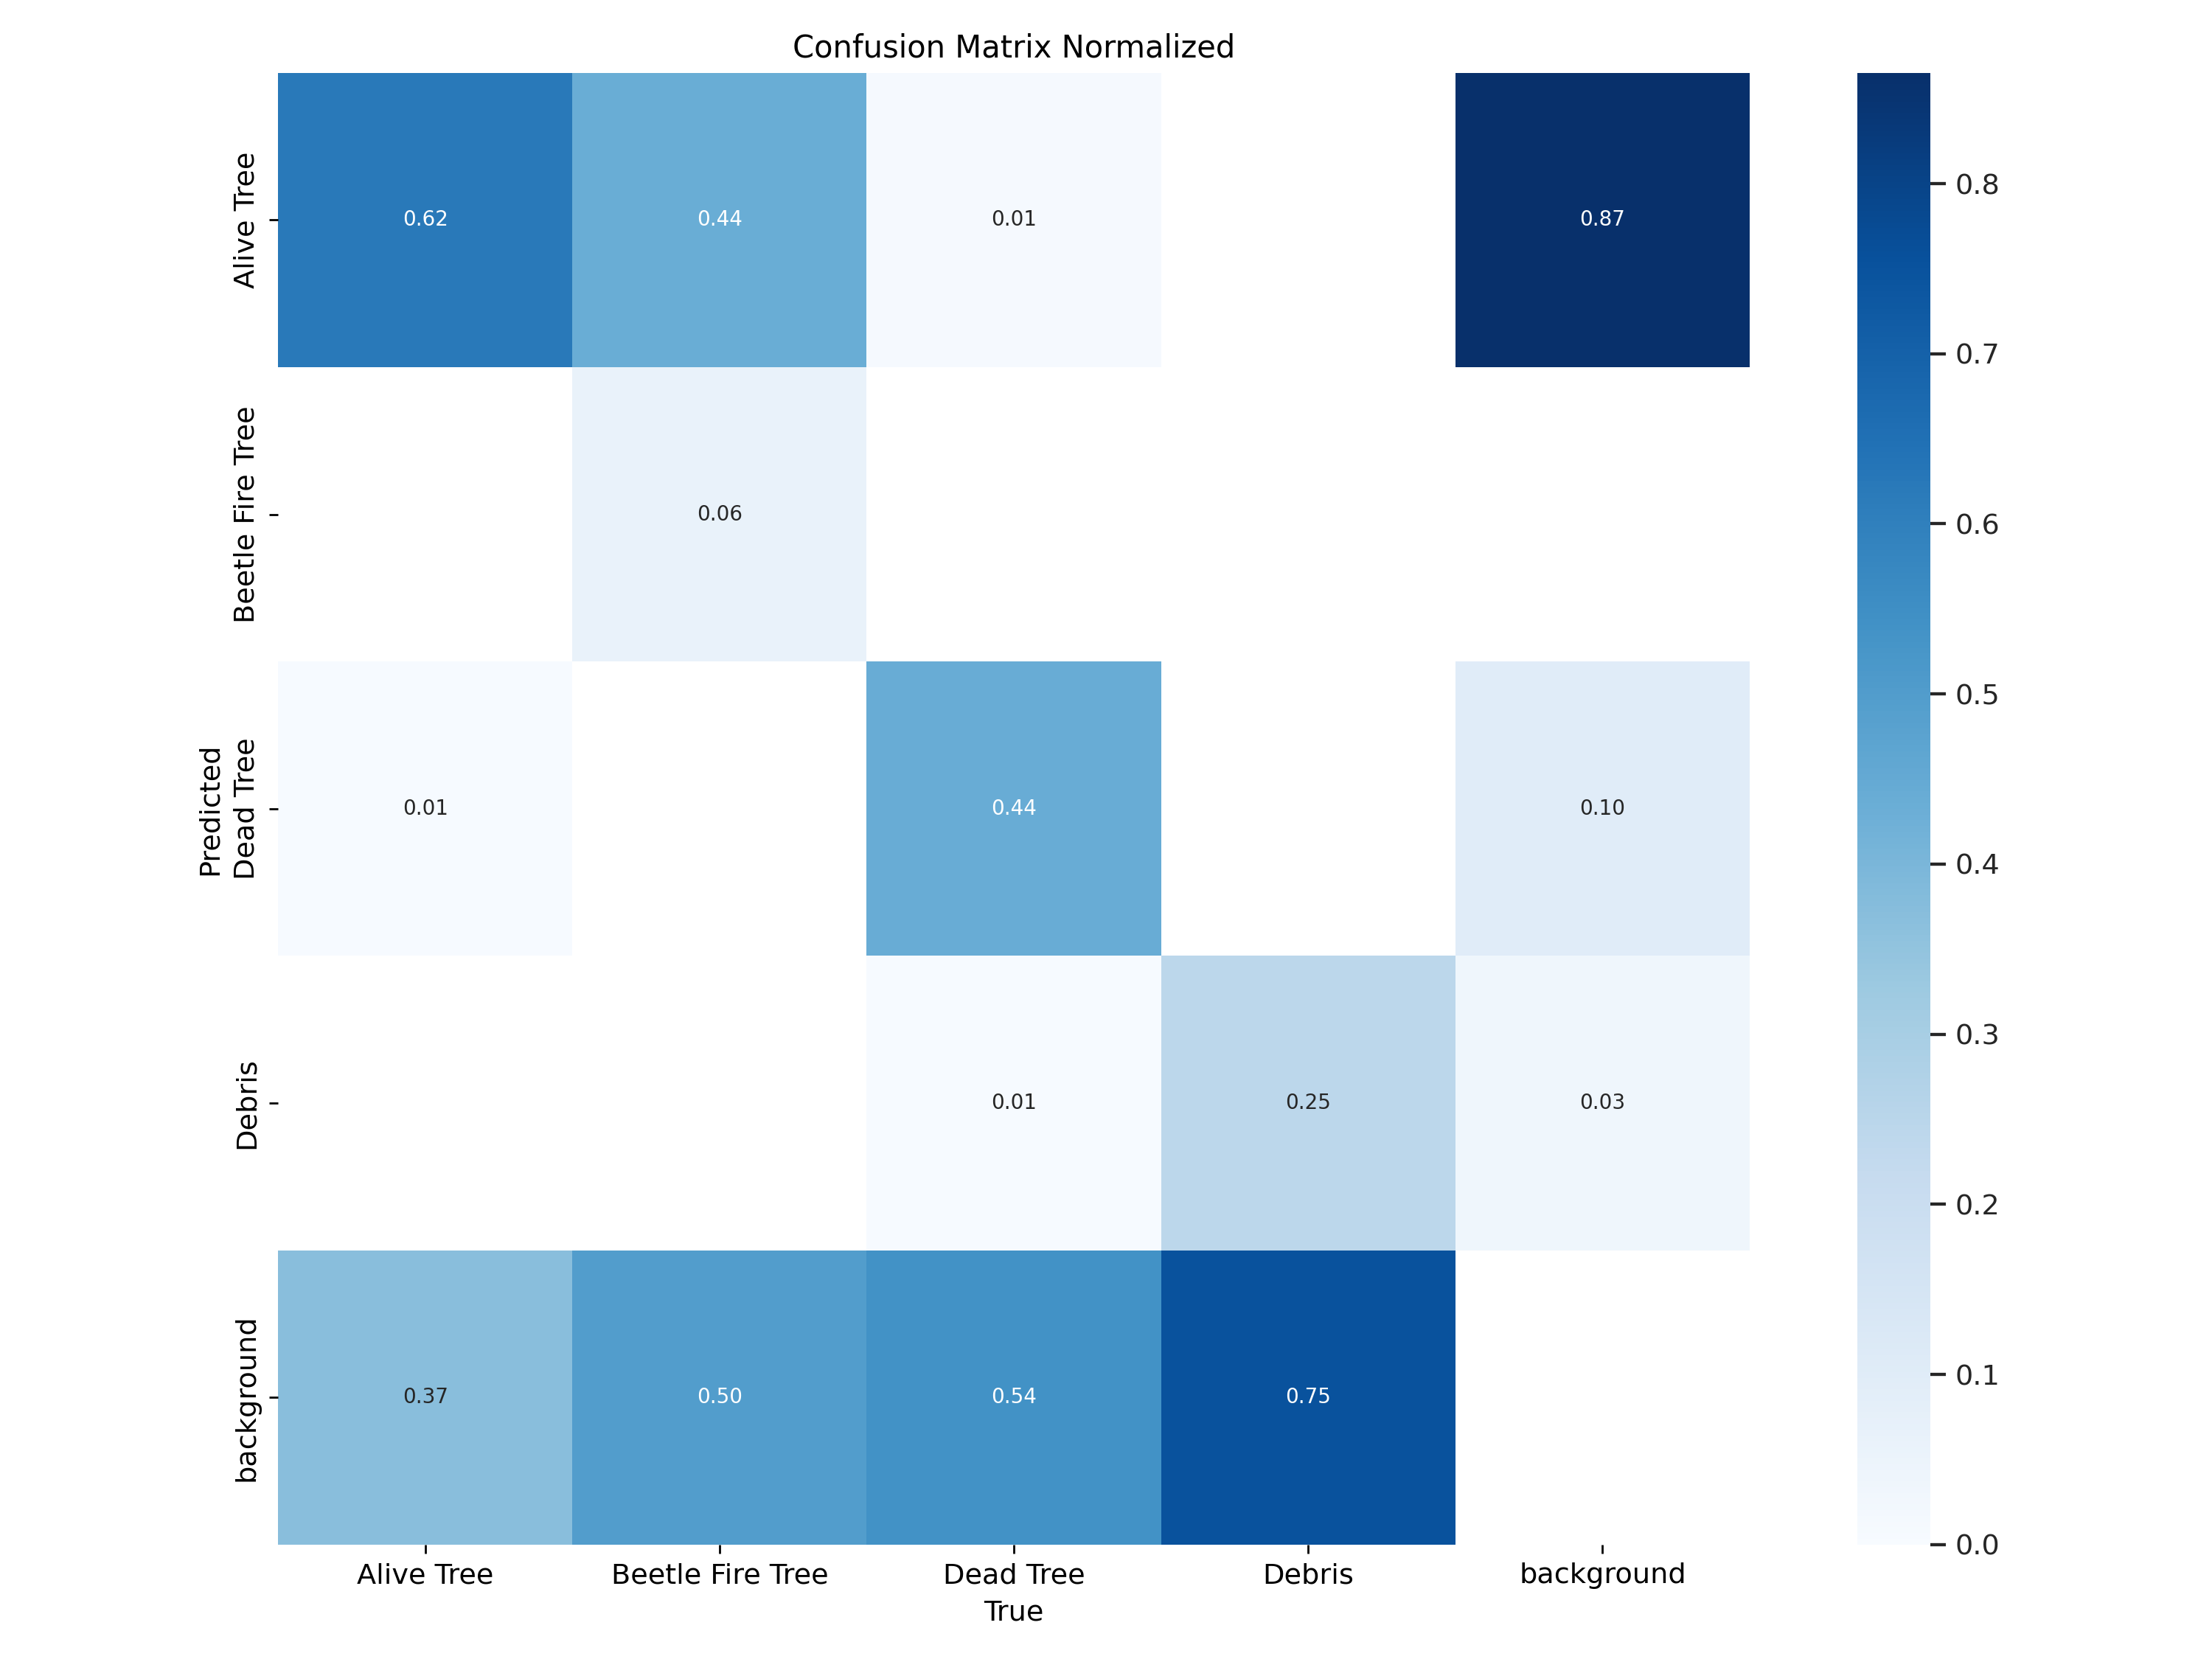 Confusion Matrix Normalized
Alive Tree
0.62
0.44
0.01
0.87
Beetle Fire Tree
0.06
Predicted
Dead Tree
0.01
0.44
0.10
Debris
0.01
0.25
0.03
background
0.37
0.50
0.54
0.75
Alive Tree
Beetle Fire Tree
Dead Tree
Debris
background
True
0.8
0.7
0.6
0.5
0.4
0.3
0.2
0.1
0.0